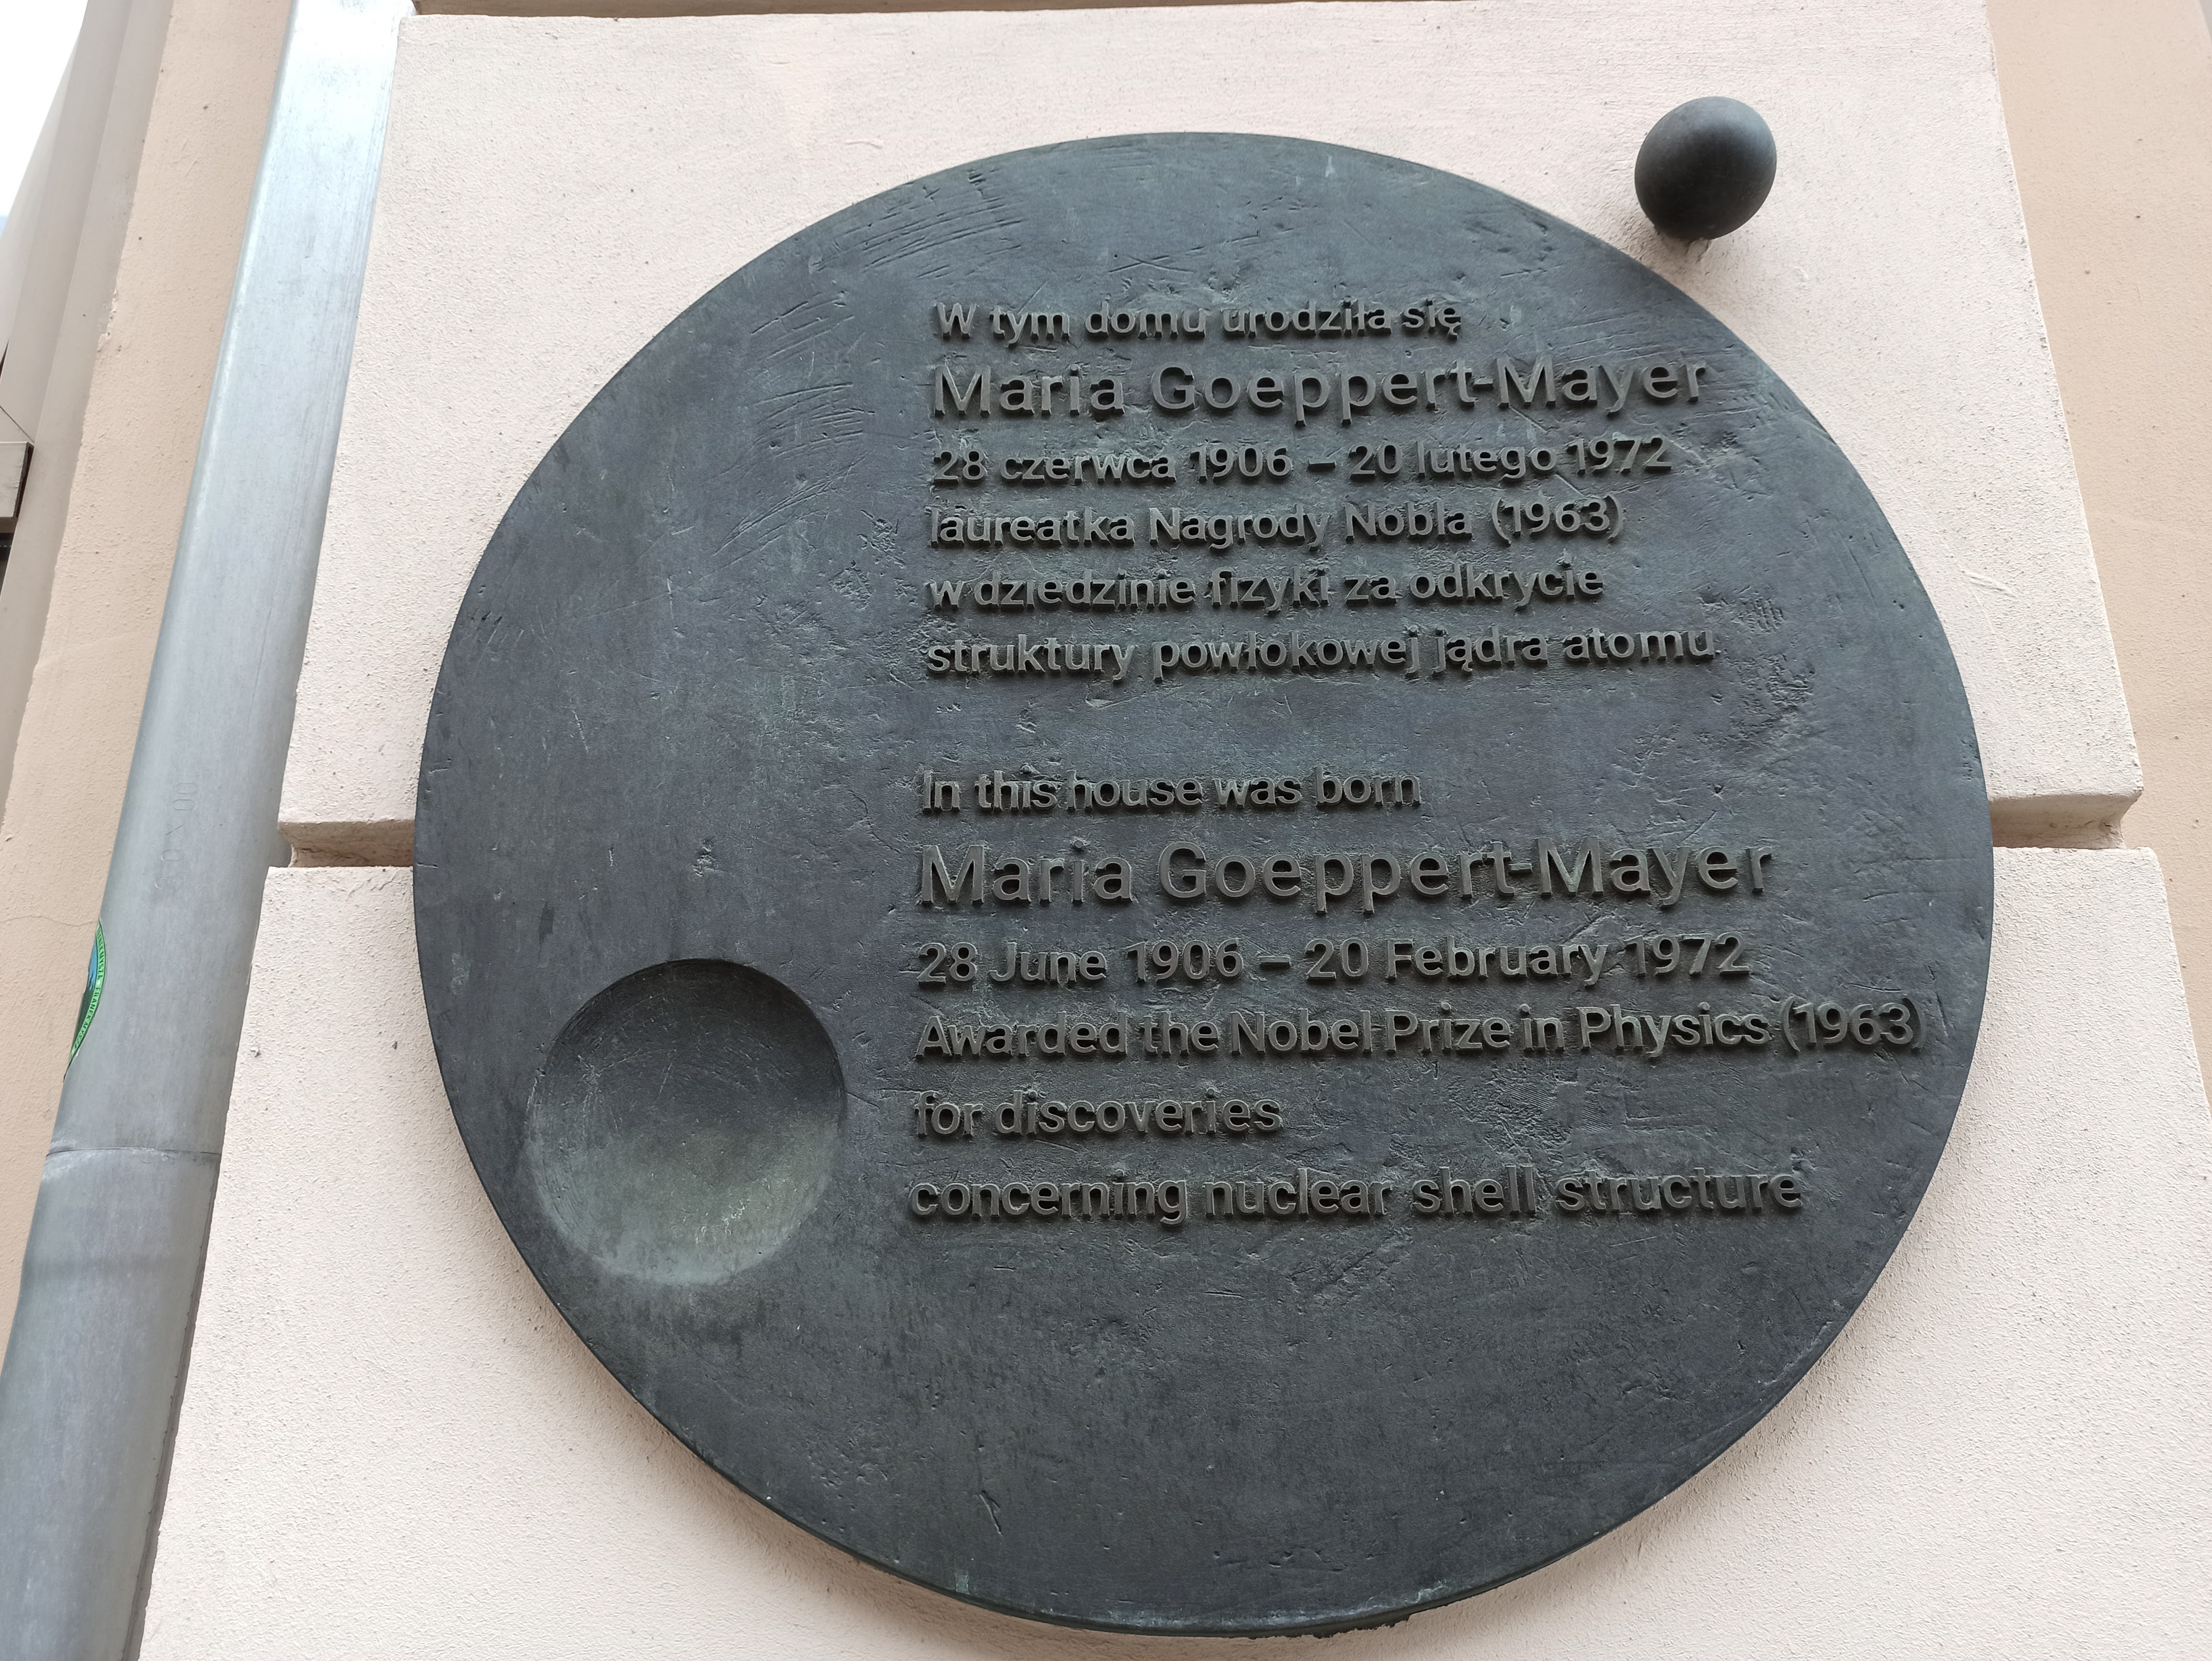 W tym domu urodziła się
Maria Goeppert-Mayer
28 czerwca 1906 – 20 lutego 1972
laureatka Nagrody Nobla (1963)
w dziedzinie fizyki za odkrycie
struktury powłokowej jądra atomu
In this house was born
Maria Goeppert-Mayer
28 June 1906 – 20 February 1972
Awarded the Nobel Prize in Physics (1963)
for discoveries
concerning nuclear shell structure